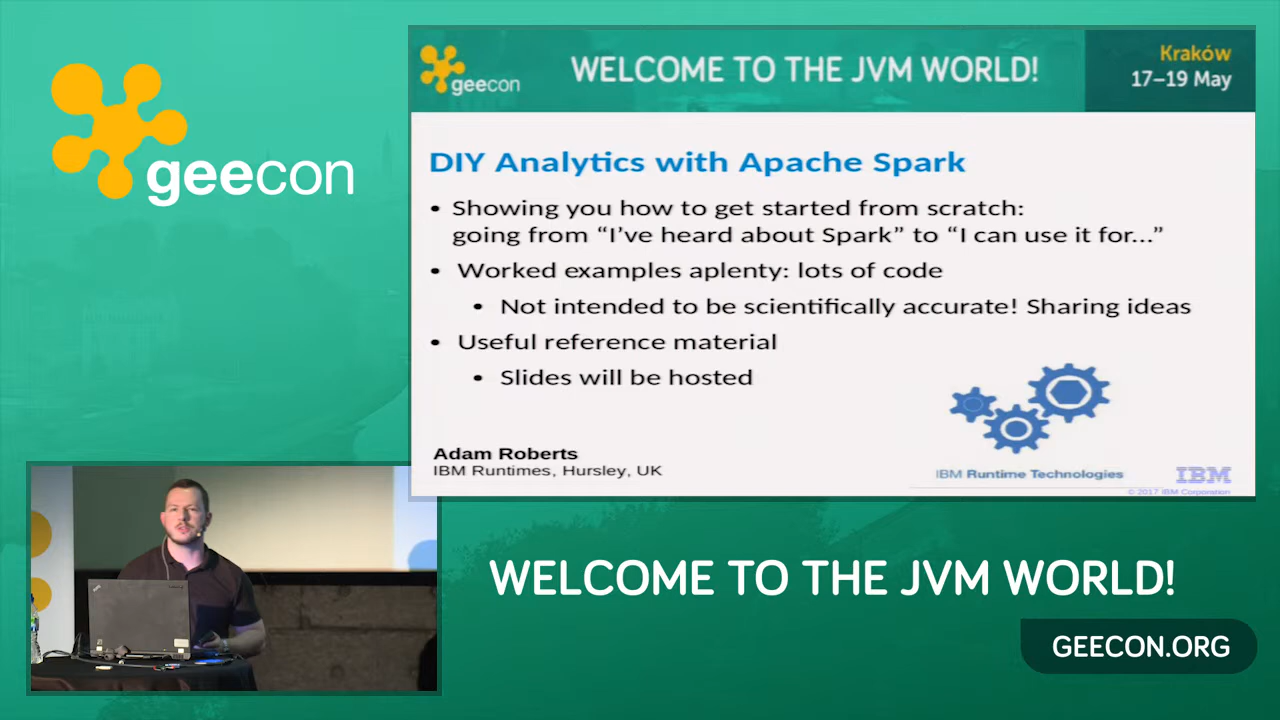 geecon
geecon
WELCOME TO THE JVM WORLD!
Kraków
17–19 May
DIY Analytics with Apache Spark
• Showing you how to get started from scratch:
going from “I’ve heard about Spark” to “I can use it for...”
• Worked examples aplenty: lots of code
• Not intended to be scientifically accurate! Sharing ideas
• Useful reference material
• Slides will be hosted
Adam Roberts
IBM Runtimes, Hursley, UK
IBM Runtime Technologies
IBM
© 2017 IBM Corporation
WELCOME TO THE JVM WORLD!
GEECON.ORG